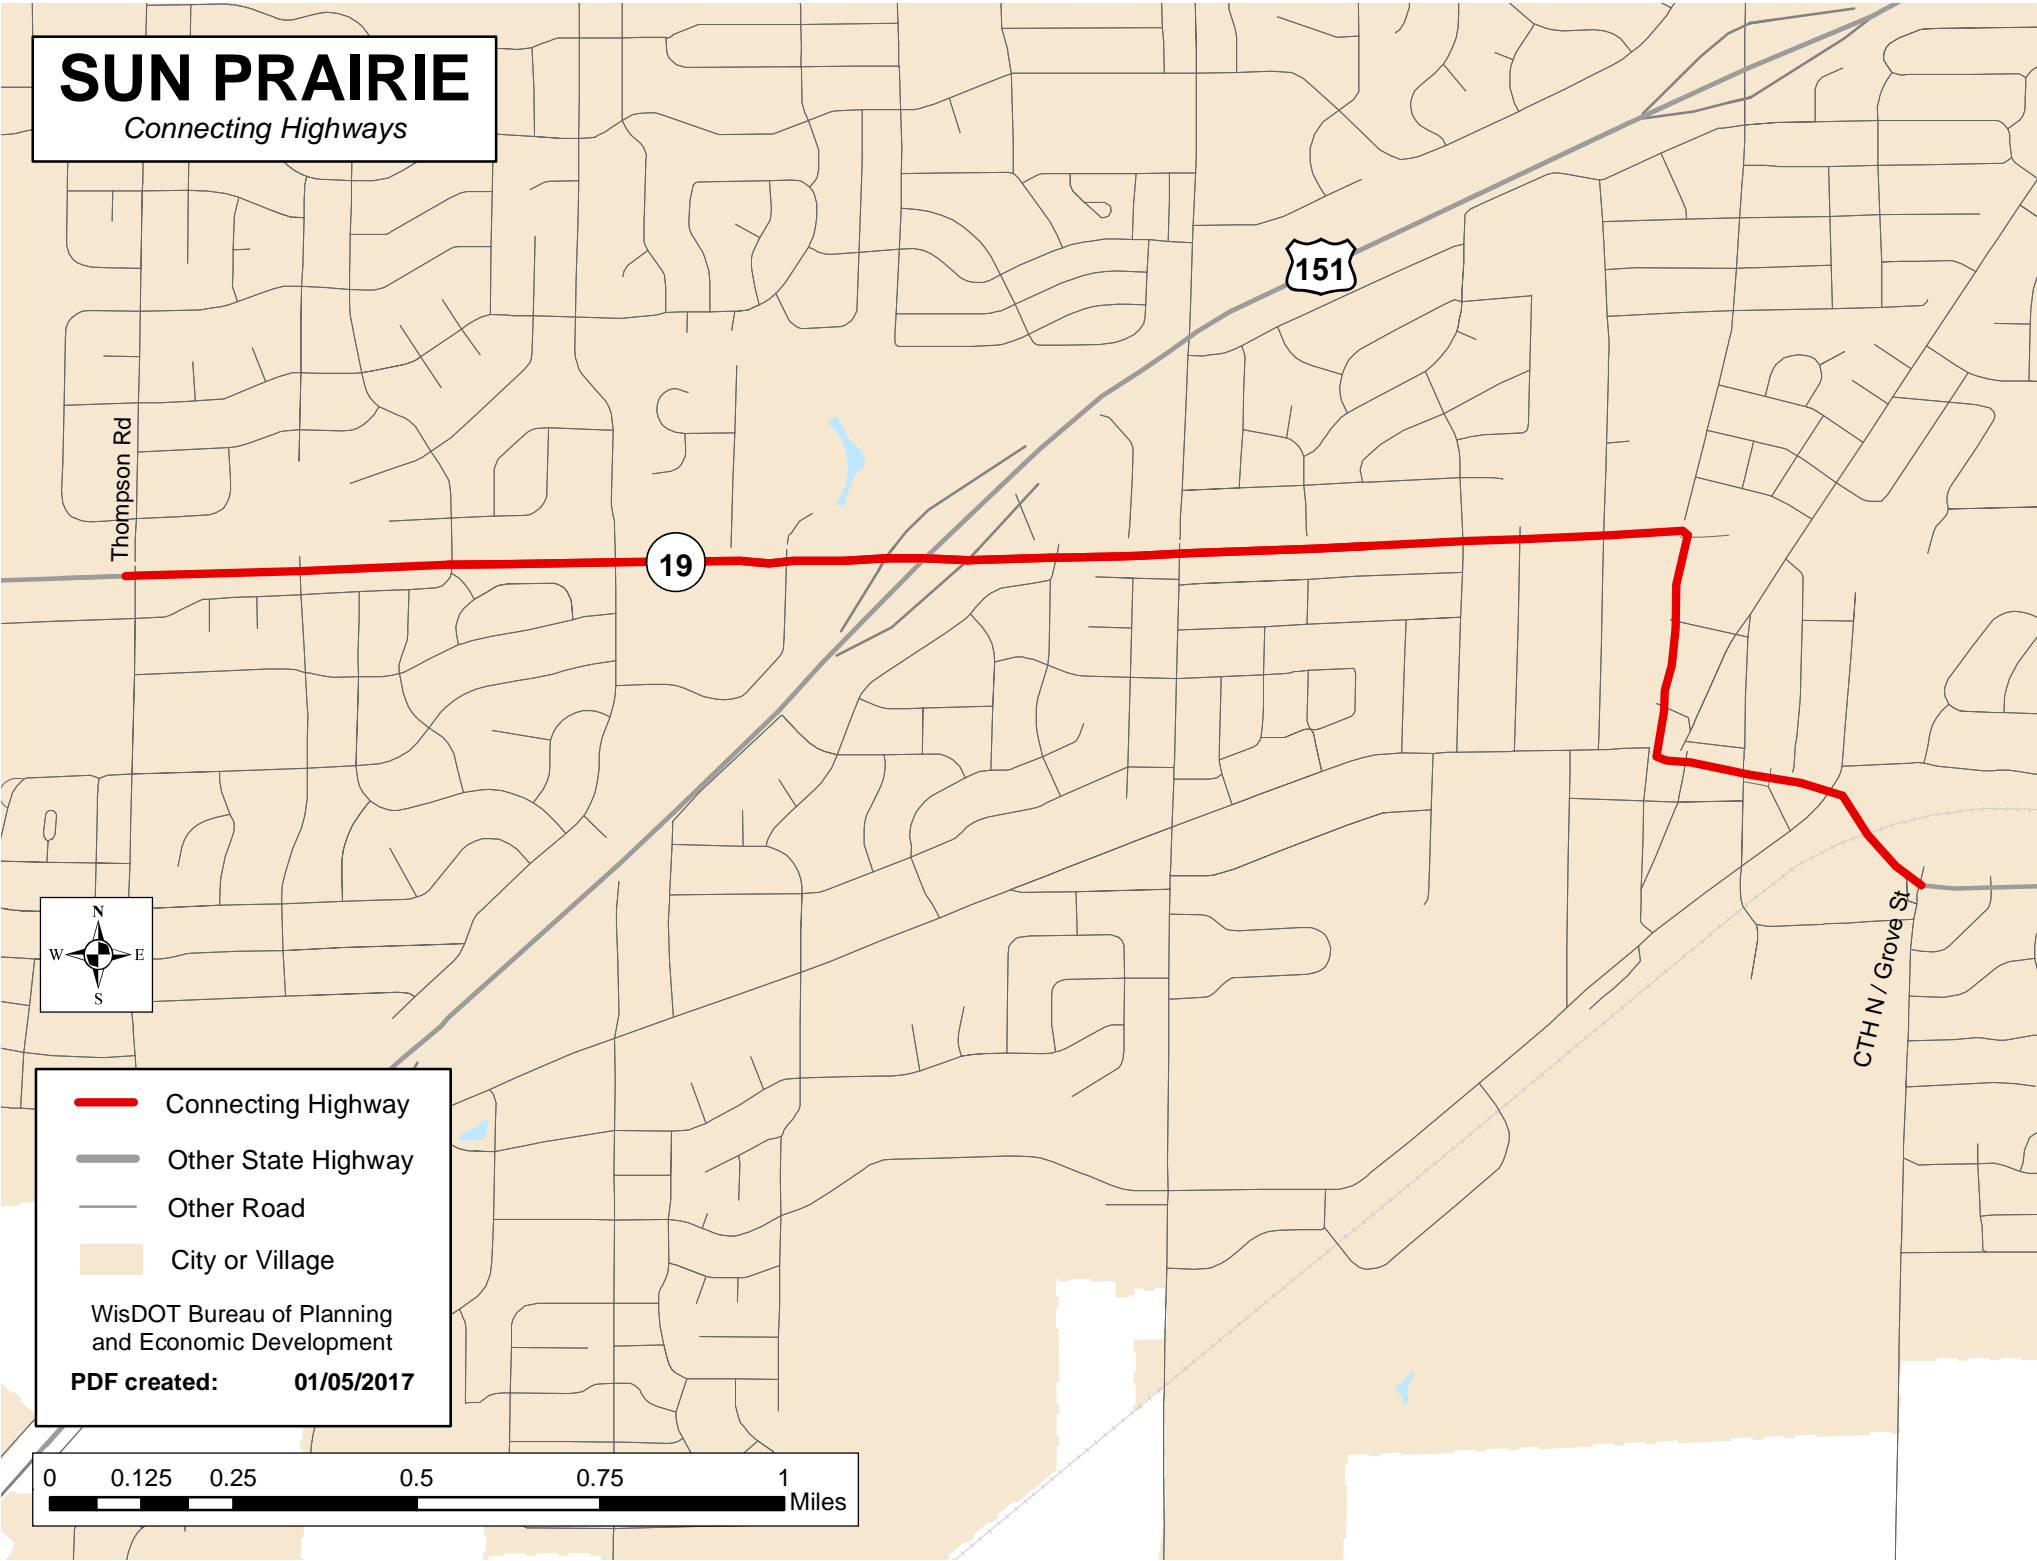 SUN PRAIRIE
Connecting Highways
151
Thompson Rd
19
CTH N / Grove St
N
W
E
S
Connecting Highway
Other State Highway
Other Road
City or Village
WisDOT Bureau of Planning
and Economic Development
PDF created: 01/05/2017
0 0.125 0.25 0.5 0.75 1
Miles